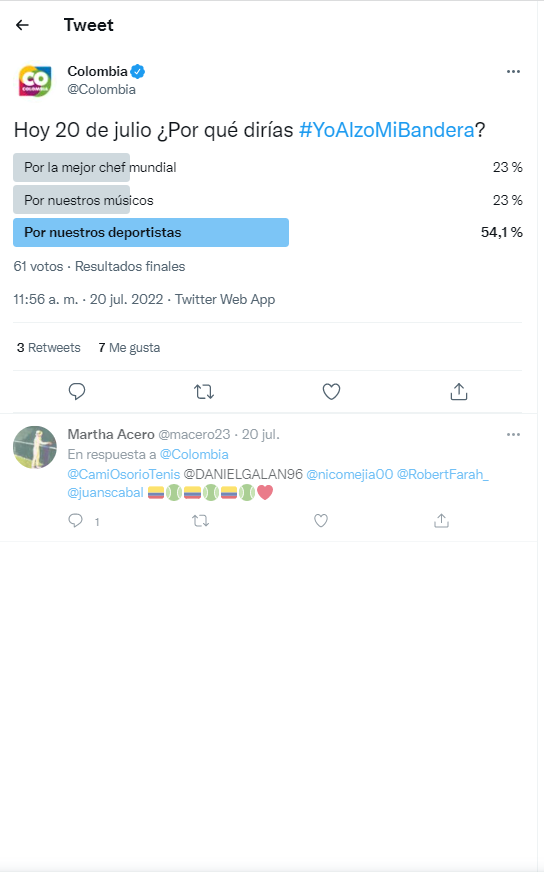 Tweet
CO
COLOMBIA
Colombia
@Colombia
Hoy 20 de julio ¿Por qué dirías #YoAlzoMiBandera?
Por la mejor chef mundial 23 %
Por nuestros músicos 23 %
Por nuestros deportistas 54,1 %
61 votos · Resultados finales
11:56 a. m. · 20 jul. 2022 · Twitter Web App
3 Retweets 7 Me gusta
Martha Acero @macero23 · 20 jul.
En respuesta a @Colombia
@CamiOsorioTenis @DANIELGALAN96 @nicomejia00 @RobertFarah_
@juanscabal 🇨🇴🎾🇨🇴🎾🇨🇴🎾❤️
1